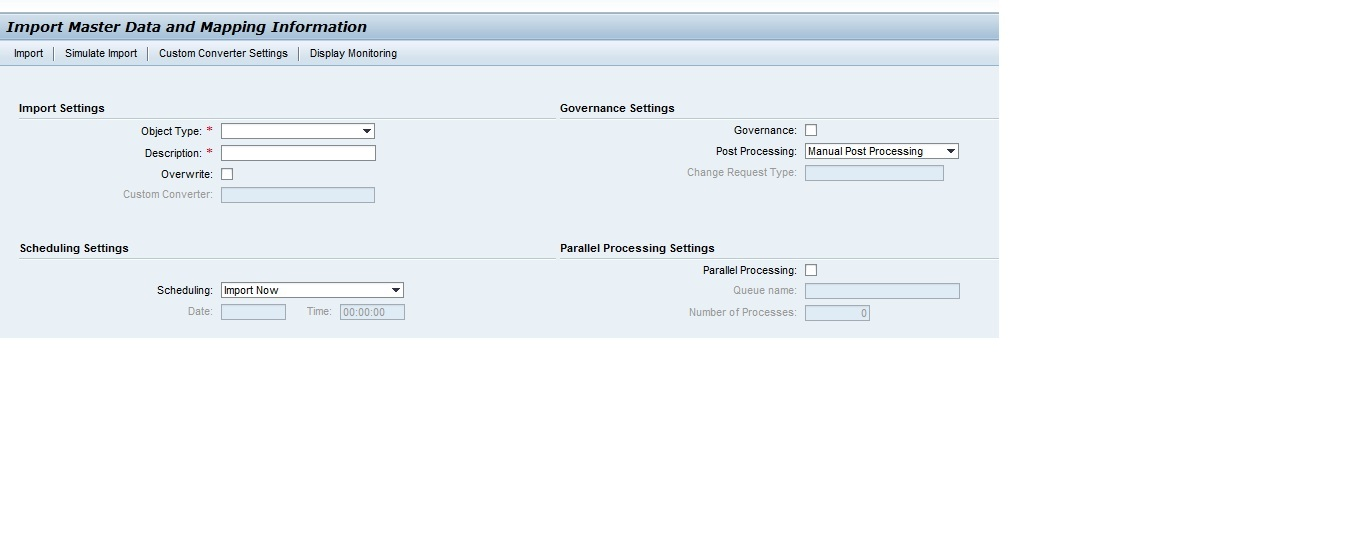 Import Master Data and Mapping Information
Import Simulate Import Custom Converter Settings Display Monitoring
Import Settings
Object Type: *
Description: *
Overwrite:
Custom Converter:
Governance Settings
Governance:
Post Processing: Manual Post Processing
Change Request Type:
Scheduling Settings
Scheduling: Import Now
Date: Time: 00:00:00
Parallel Processing Settings
Parallel Processing:
Queue name:
Number of Processes: 0